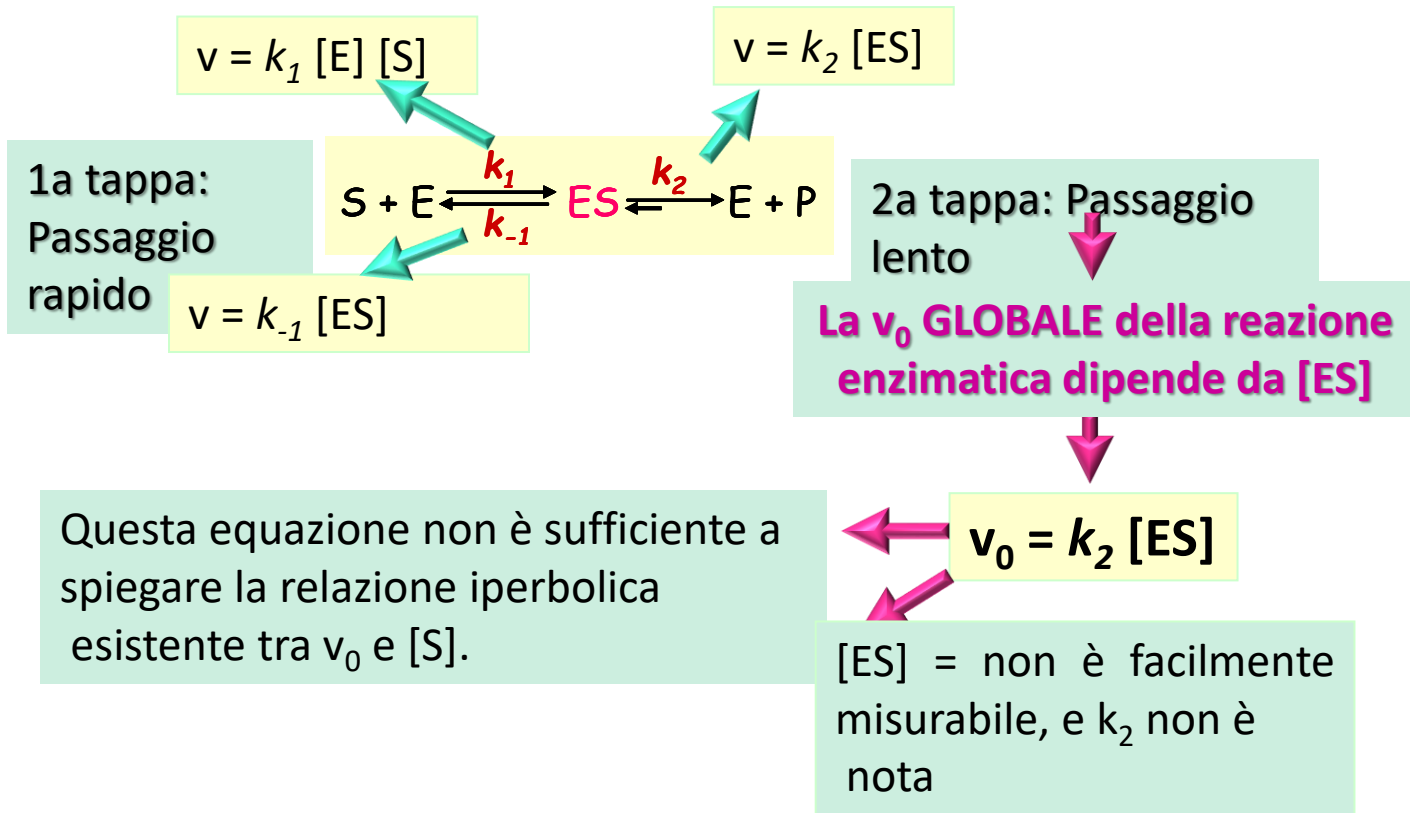 v = k₁ [E] [S]
v = k₂ [ES]
1a tappa:
Passaggio
rapido
k₁
k₂
S + E ⇄ ES ⇄ E + P
k₋₁
v = k₋₁ [ES]
2a tappa: Passaggio
lento
La v₀ GLOBALE della reazione
enzimatica dipende da [ES]
v₀ = k₂ [ES]
Questa equazione non è sufficiente a
spiegare la relazione iperbolica
esistente tra v₀ e [S].
[ES] = non è facilmente
misurabile, e k₂ non è
nota